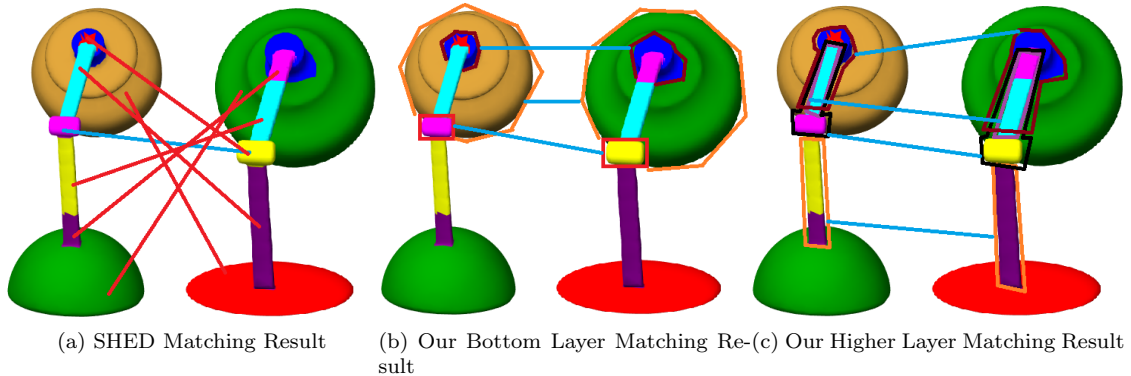 (a) SHED Matching Result
(b) Our Bottom Layer Matching Re-
sult
(c) Our Higher Layer Matching Result